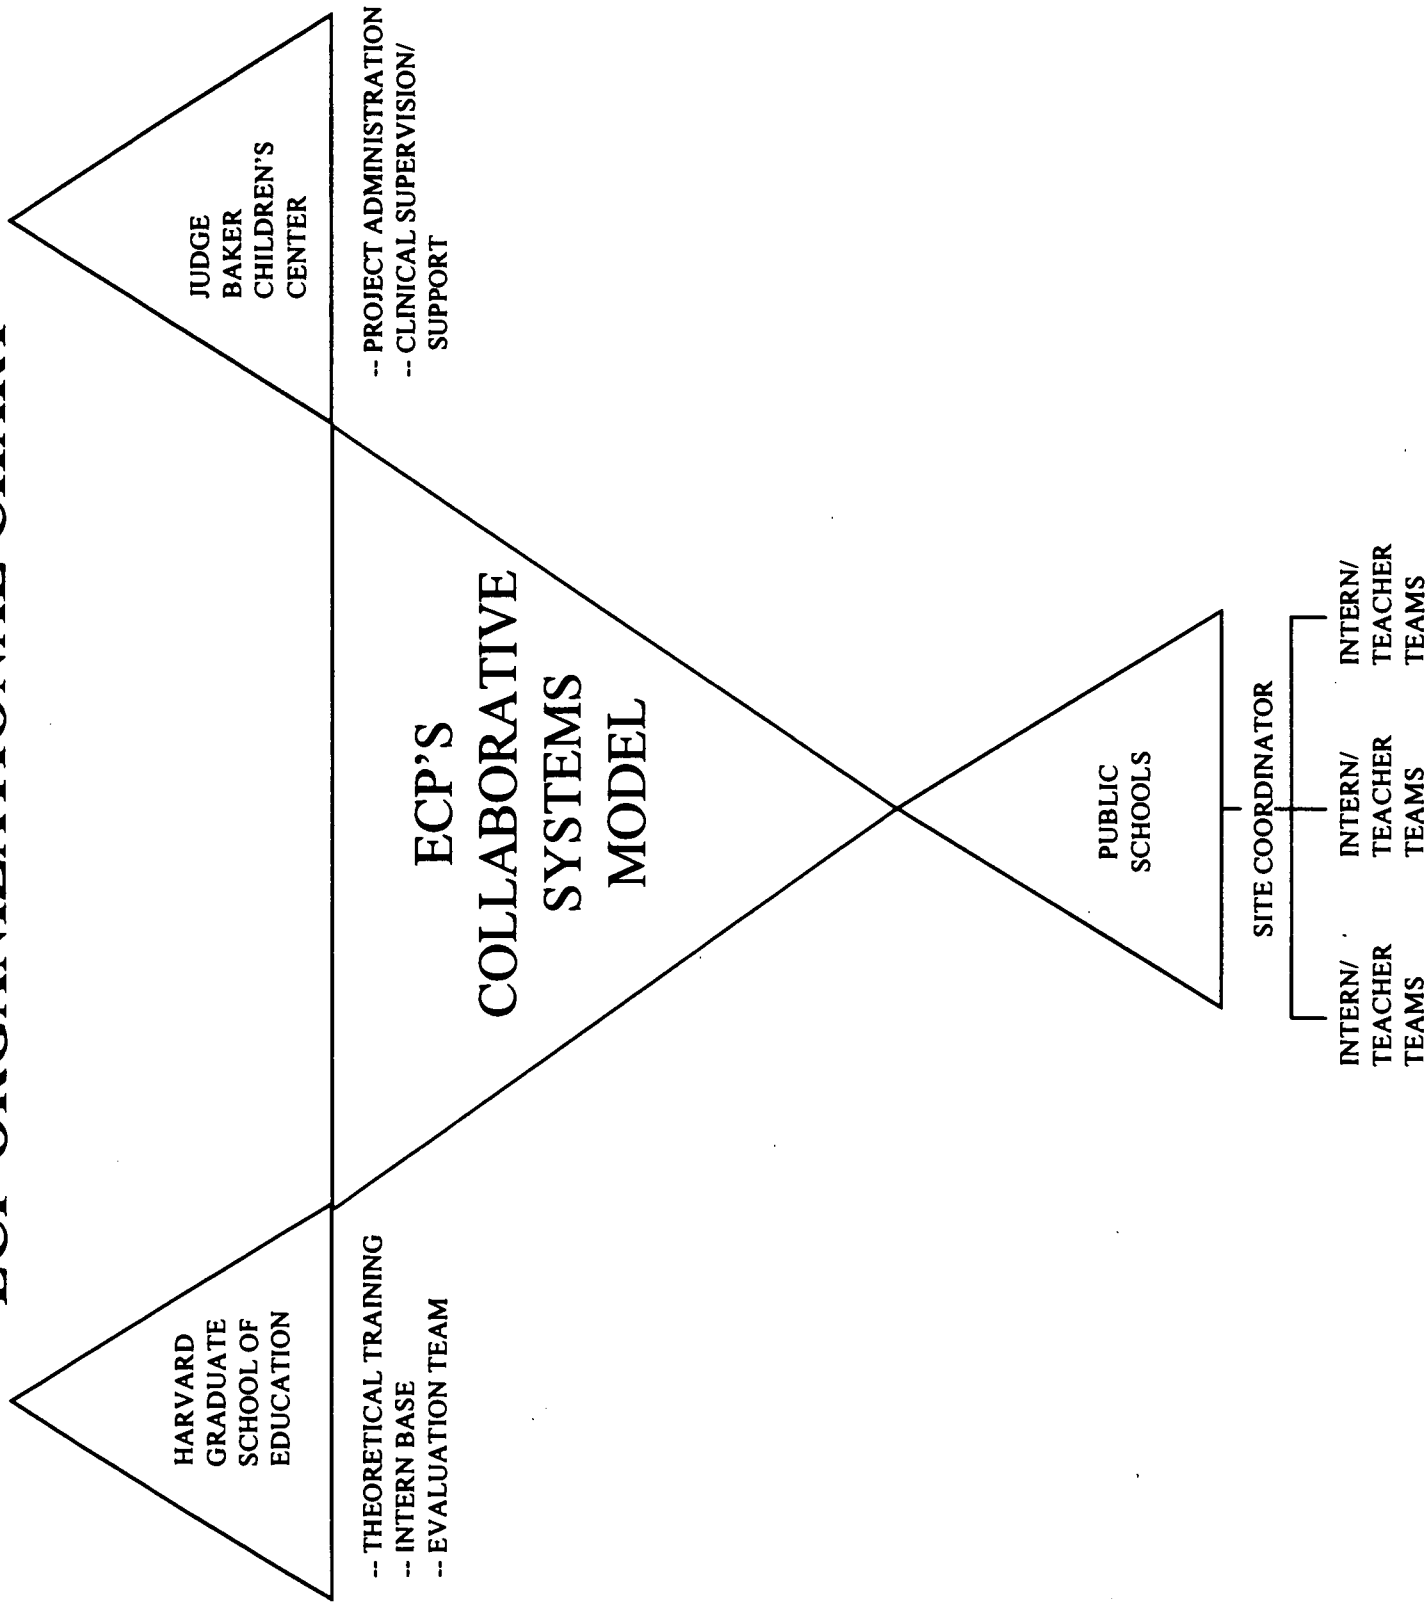 ECP ORGANIZATIONAL CHART
HARVARD
GRADUATE
SCHOOL OF
EDUCATION
-- THEORETICAL TRAINING
-- INTERN BASE
-- EVALUATION TEAM
JUDGE
BAKER
CHILDREN'S
CENTER
-- PROJECT ADMINISTRATION
-- CLINICAL SUPERVISION/
SUPPORT
ECP'S
COLLABORATIVE
SYSTEMS
MODEL
PUBLIC
SCHOOLS
SITE COORDINATOR
INTERN/
TEACHER
TEAMS
INTERN/
TEACHER
TEAMS
INTERN/
TEACHER
TEAMS